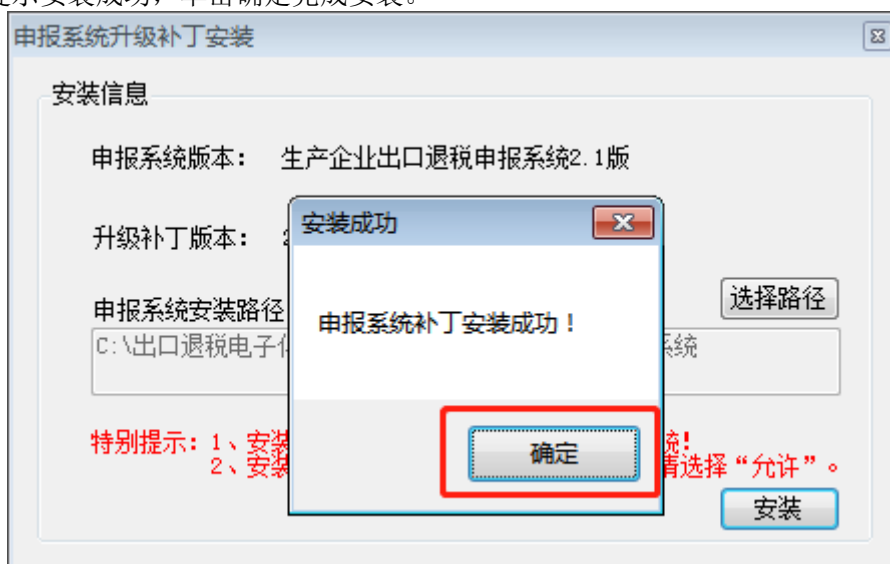 提示安装成功，单击确定完成安装。
申报系统升级补丁安装
安装信息
申报系统版本： 生产企业出口退税申报系统2.1版
升级补丁版本：
申报系统安装路径
选择路径
C:\出口退税电子
系统
特别提示：1、安装
统!
2、安装
请选择“允许”。
安装
安装成功
申报系统补丁安装成功！
确定